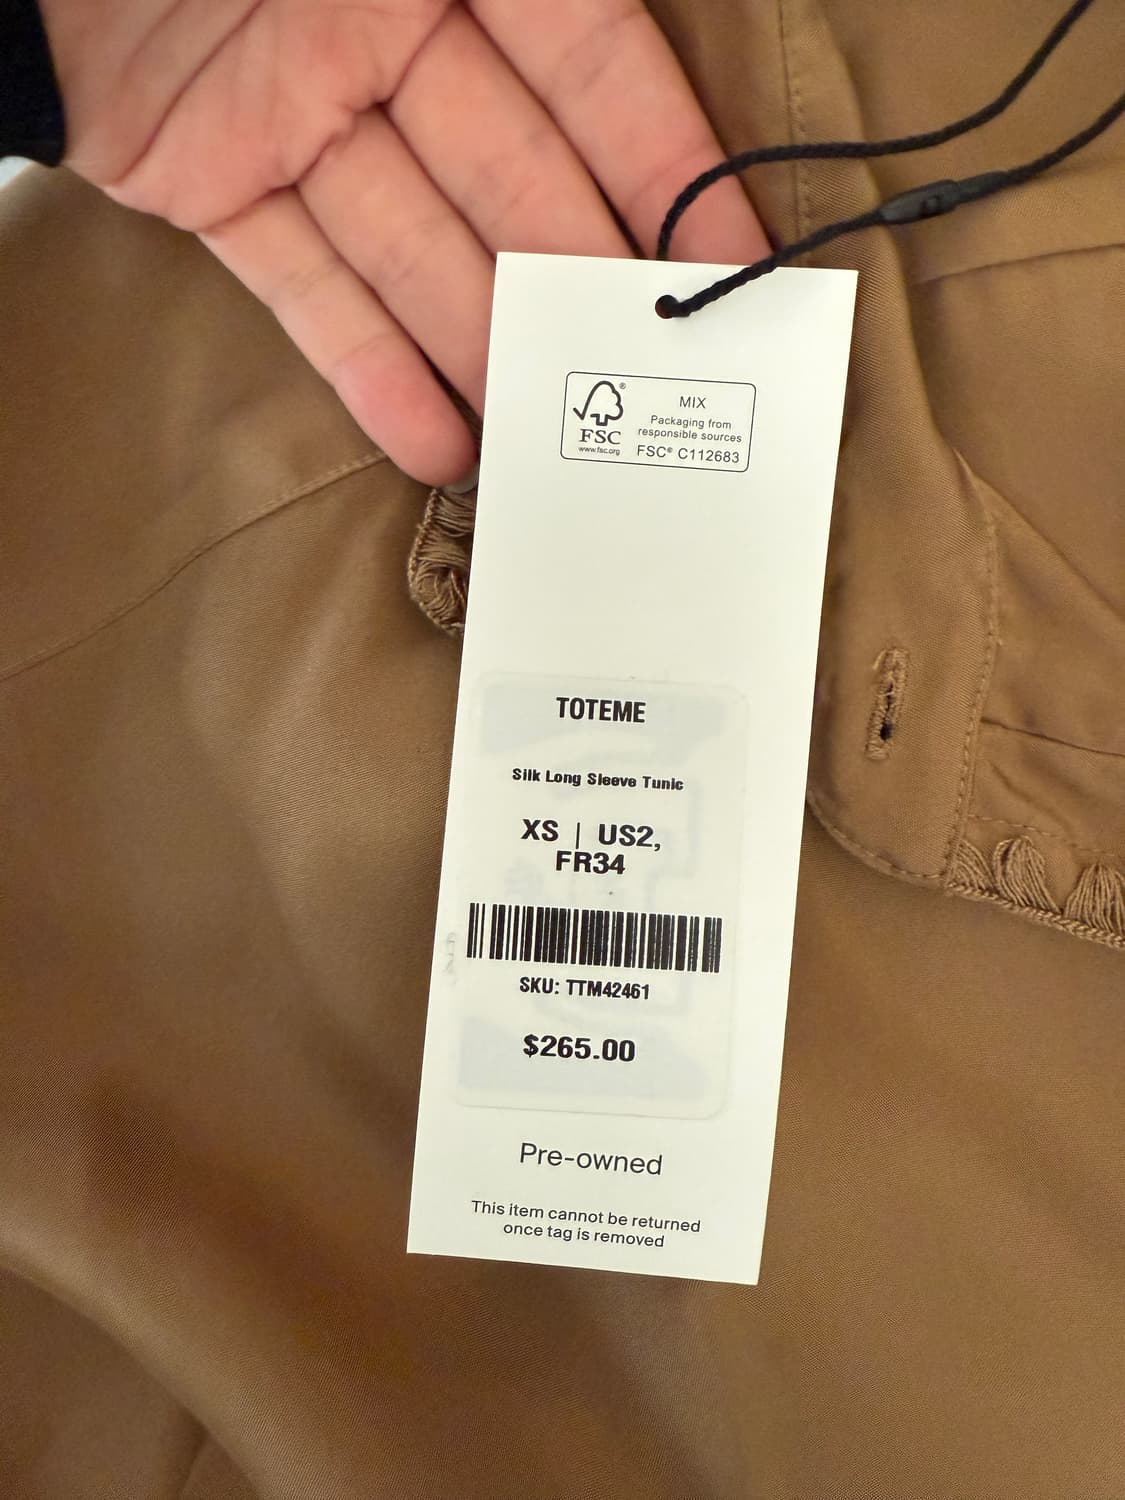 MIX
Packaging from
responsible sources
FSC® C112683
FSC
®
www.fsc.org
TOTEME
Silk Long Sleeve Tunic
XS | US2,
FR34
SKU: TTM42461
$265.00
Pre-owned
This item cannot be returned
once tag is removed